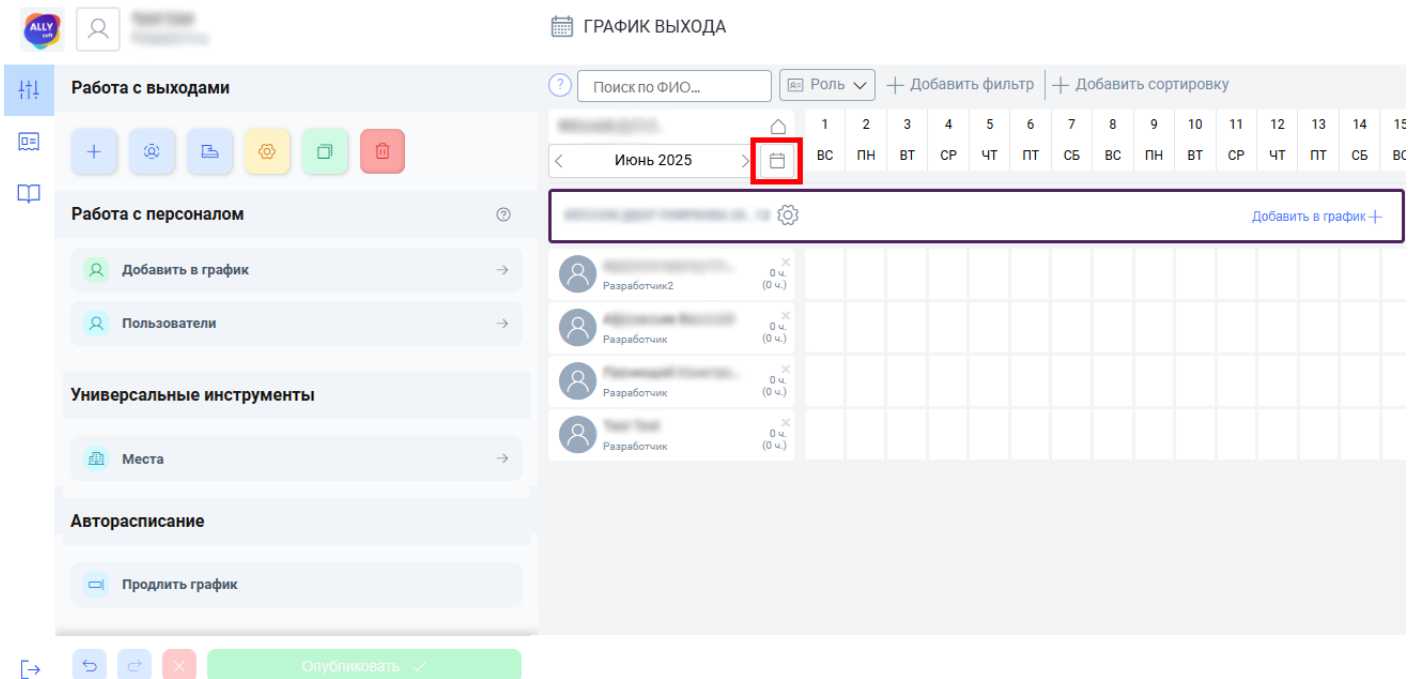 ALLY
soft
ГРАФИК ВЫХОДА
Работа с выходами
? Поиск по ФИО... Роль + Добавить фильтр + Добавить сортировку
1 2 3 4 5 6 7 8 9 10 11 12 13 14 15
< Июнь 2025 > ВС ПН ВТ СР ЧТ ПТ СБ ВС ПН ВТ СР ЧТ ПТ СБ ВС
Работа с персоналом ?
Добавить в график +
Добавить в график →
0 ч.
Разработчик2 (0 ч.)
Пользователи →
0 ч.
Разработчик (0 ч.)
0 ч.
Разработчик (0 ч.)
Универсальные инструменты
0 ч.
Разработчик (0 ч.)
Места →
Авторасписание
Продлить график
Опубликовать ✓